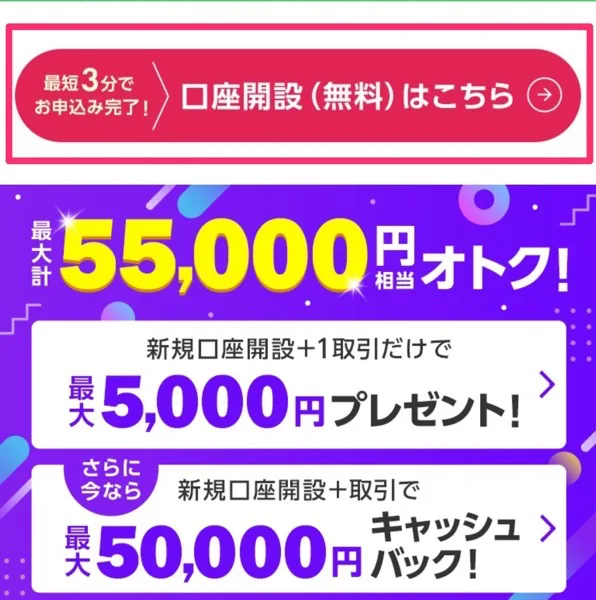 最短3分で
お申込み完了!
口座開設(無料)はこちら
最大計
55,000円相当オトク!
新規口座開設+1取引だけで
最大5,000円プレゼント!
さらに
今なら
新規口座開設+取引で
最大50,000円
キャッシュ
バック!